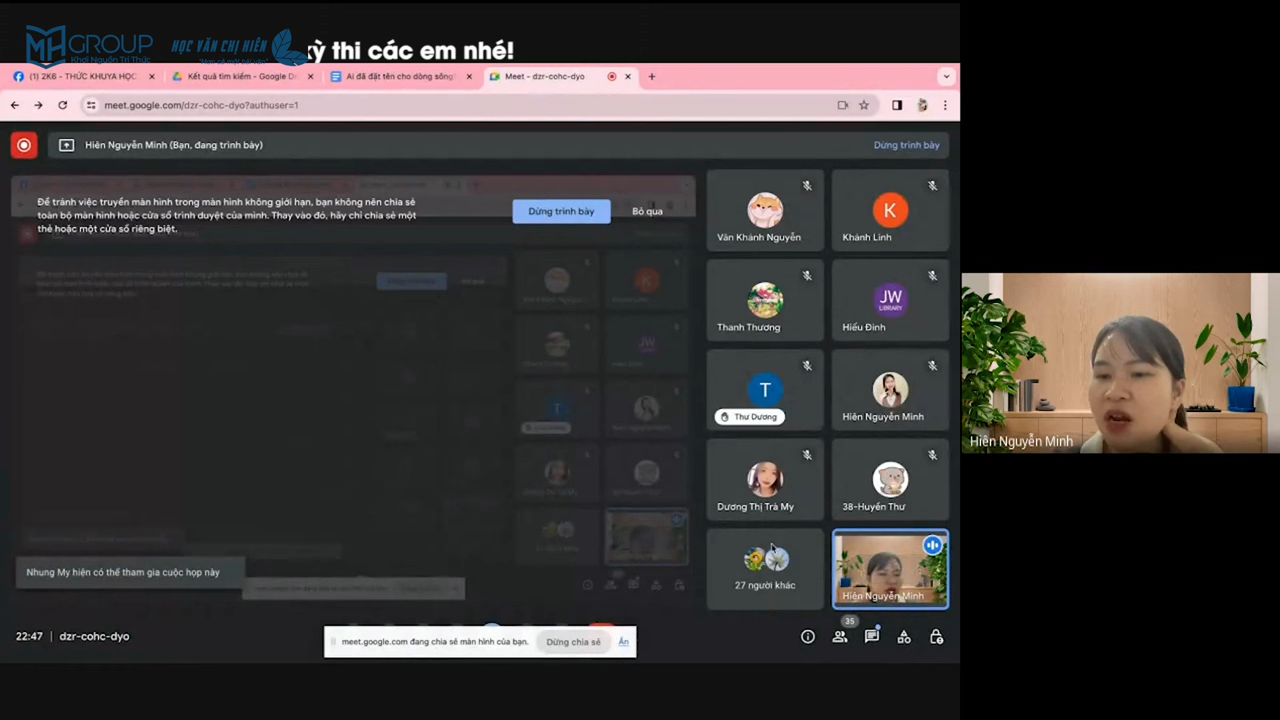 MH GROUP
Khơi Nguồn Tri Thức
HỌC VĂN CHỊ HIÊN
kỳ thi các em nhé!
(1) 2K6 - THỨC KHUYA HỌC
Kết quả tìm kiếm - Google Dr
Ai đã đặt tên cho dòng sông
Meet - dzr-cohc-dyo
meet.google.com/dzr-cohc-dyo?authuser=1
Hiên Nguyễn Minh (Bạn, đang trình bày)
Dừng trình bày
Để tránh việc truyền màn hình trong màn hình không giới hạn, bạn không nên chia sẻ
toàn bộ màn hình hoặc cửa sổ trình duyệt của mình. Thay vào đó, hãy chỉ chia sẻ một
thẻ hoặc một cửa sổ riêng biệt.
Dừng trình bày
Bỏ qua
Văn Khánh Nguyễn
K
Khánh Linh
Thanh Thương
JW
LIBRARY
Hiếu Đinh
T
Thư Dương
Hiên Nguyễn Minh
Dương Thị Trà My
38-Huyền Thư
27 người khác
Hiên Nguyễn Minh
Nhung My hiện có thể tham gia cuộc họp này
22:47
dzr-cohc-dyo
meet.google.com đang chia sẻ màn hình của bạn.
Dừng chia sẻ
Ẩn
35
Hiên Nguyễn Minh